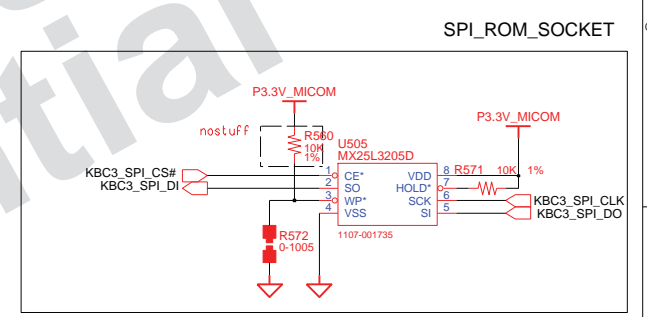 ntial
SPI_ROM_SOCKET
P3.3V_MICOM
nostuff
R560
10K
1%
U505
MX25L3205D
P3.3V_MICOM
KBC3_SPI_CS#
KBC3_SPI_DI
1 CE* VDD 8
2 SO HOLD* 7
3 WP* SCK 6
4 VSS SI 5
R571 10K 1%
KBC3_SPI_CLK
KBC3_SPI_DO
R572
0-1005
1107-001735